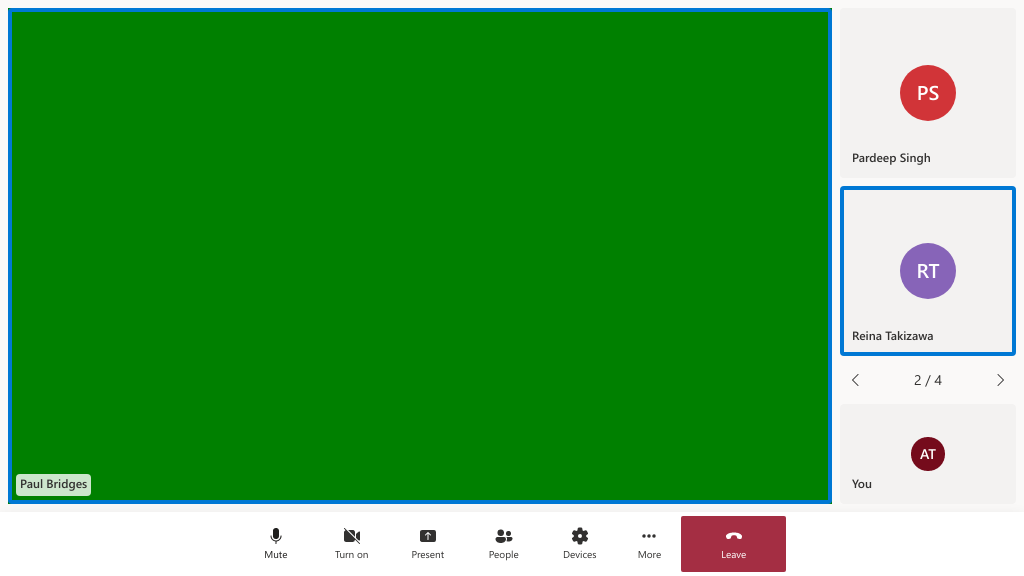 PS
Pardeep Singh
RT
Reina Takizawa
2 / 4
AT
You
Paul Bridges
Mute
Turn on
Present
People
Devices
More
Leave